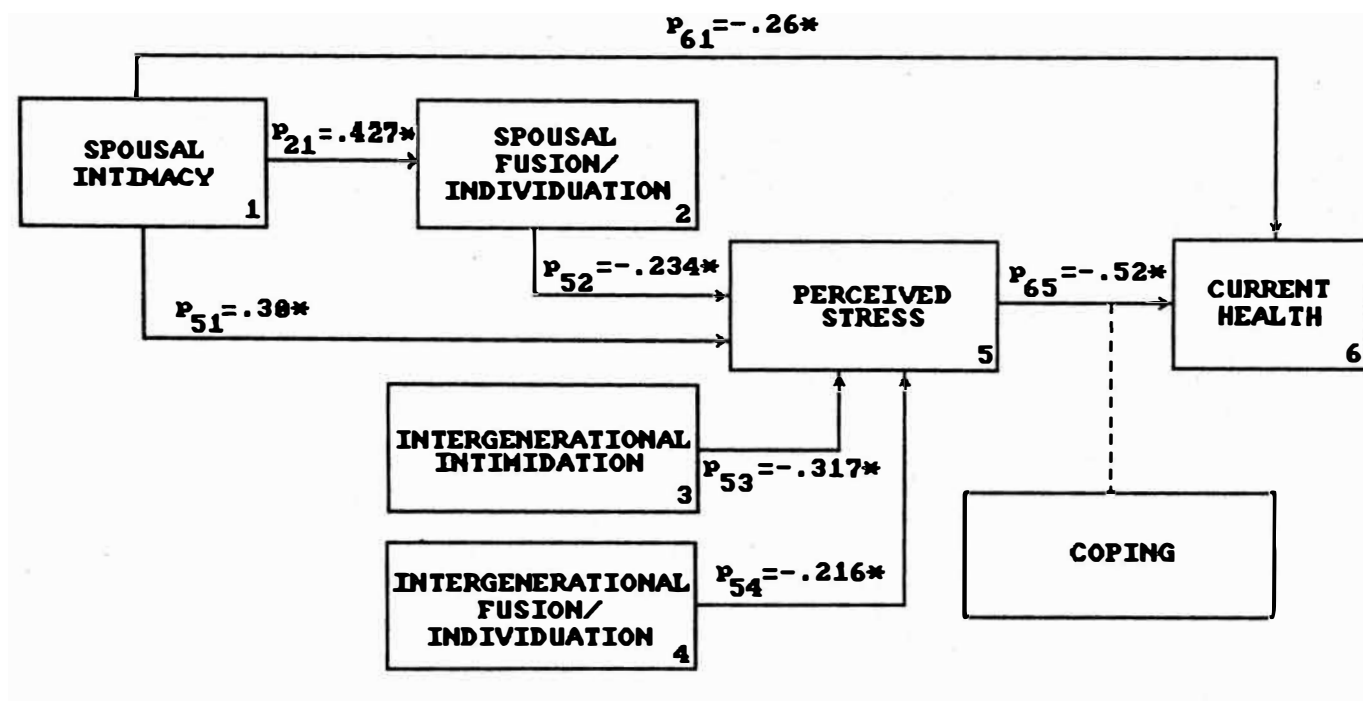 p61=-.26*
SPOUSAL
INTIMACY
1
p21=.427*
SPOUSAL
FUSION/
INDIVIDUATION
2
p52=-.234*
p51=.30*
PERCEIVED
STRESS
5
p65=-.52*
CURRENT
HEALTH
6
INTERGENERATIONAL
INTIMIDATION
3
p53=-.317*
COPING
INTERGENERATIONAL
FUSION/
INDIVIDUATION
4
p54=-.216*